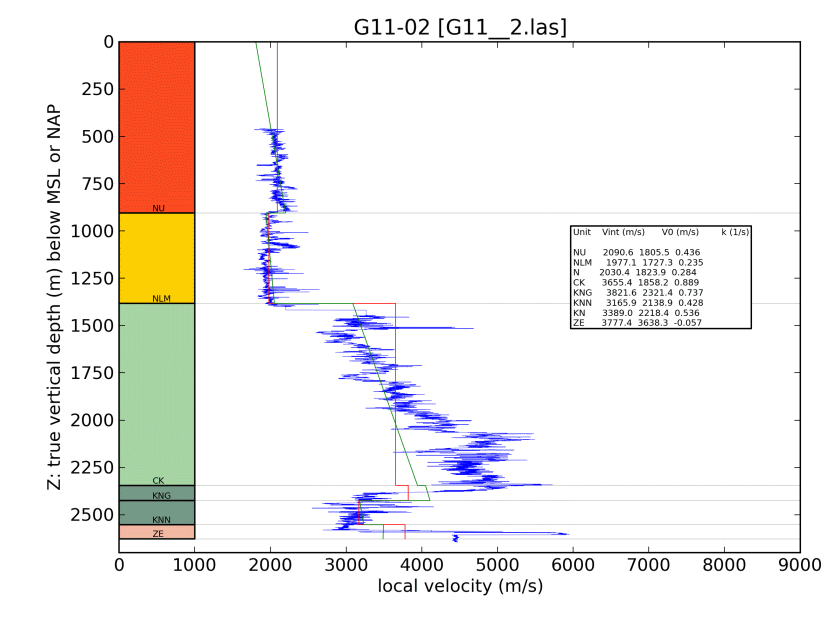 G11-02 [G11__2.las]
Z: true vertical depth (m) below MSL or NAP
0
250
500
750
1000
1250
1500
1750
2000
2250
2500
NU
NLM
CK
KNG
KNN
ZE
Unit Vint (m/s) V0 (m/s) k (1/s)
NU 2090.6 1805.5 0.436
NLM 1977.1 1727.3 0.235
N 2030.4 1823.9 0.284
CK 3655.4 1858.2 0.889
KNG 3821.6 2321.4 0.737
KNN 3165.9 2138.9 0.428
KN 3389.0 2218.4 0.536
ZE 3777.4 3638.3 -0.057
0 1000 2000 3000 4000 5000 6000 7000 8000 9000
local velocity (m/s)